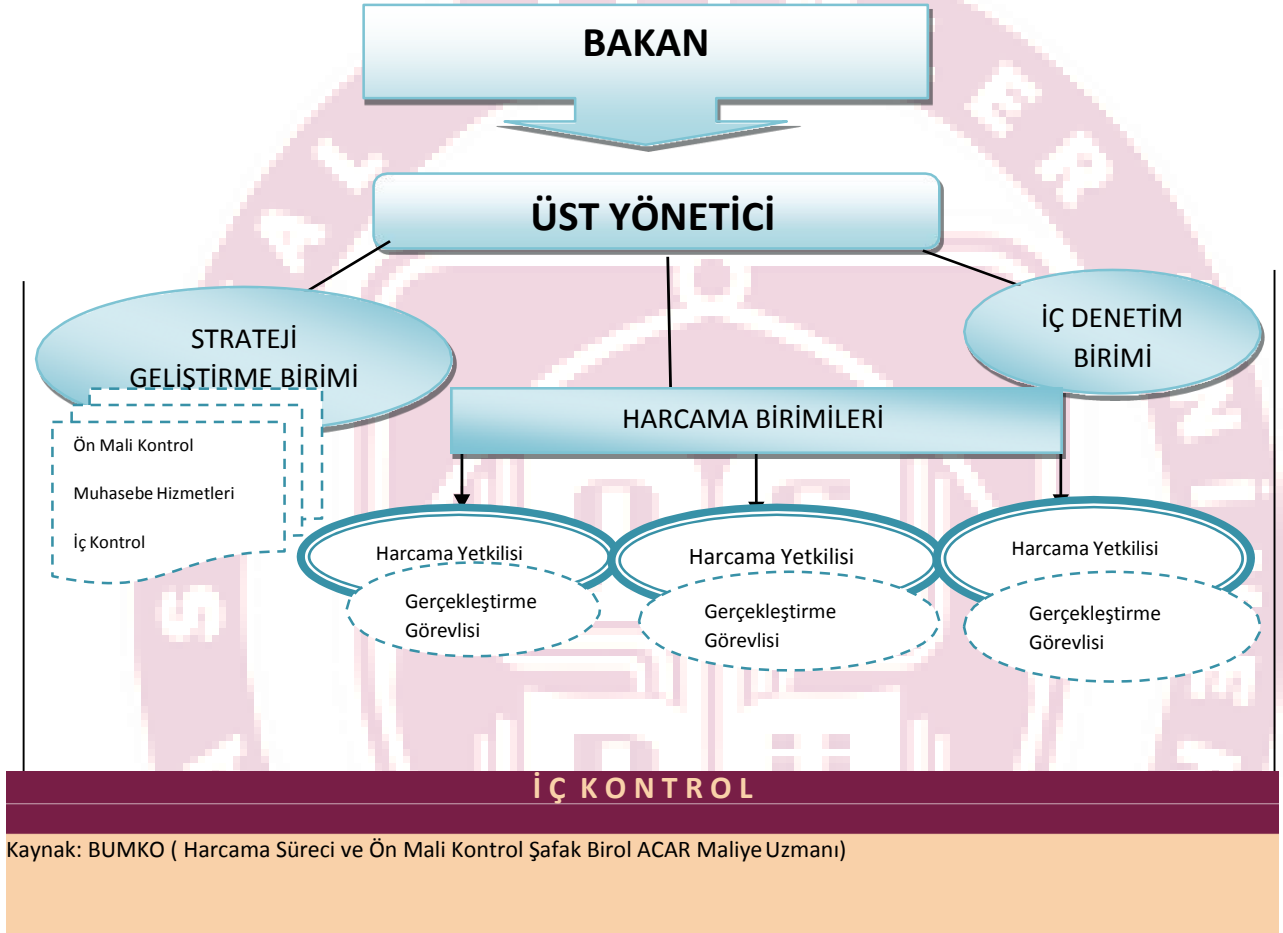 BAKAN
ÜST YÖNETİCİ
STRATEJİ
GELİŞTİRME BİRİMİ
İÇ DENETİM
BİRİMİ
HARCAMA BİRİMİLERİ
Ön Mali Kontrol
Muhasebe Hizmetleri
İç Kontrol
Harcama Yetkilisi
Gerçekleştirme
Görevlisi
Harcama Yetkilisi
Gerçekleştirme
Görevlisi
Harcama Yetkilisi
Gerçekleştirme
Görevlisi
İ Ç K O N T R O L
Kaynak: BUMKO ( Harcama Süreci ve Ön Mali Kontrol Şafak Birol ACAR Maliye Uzmanı)